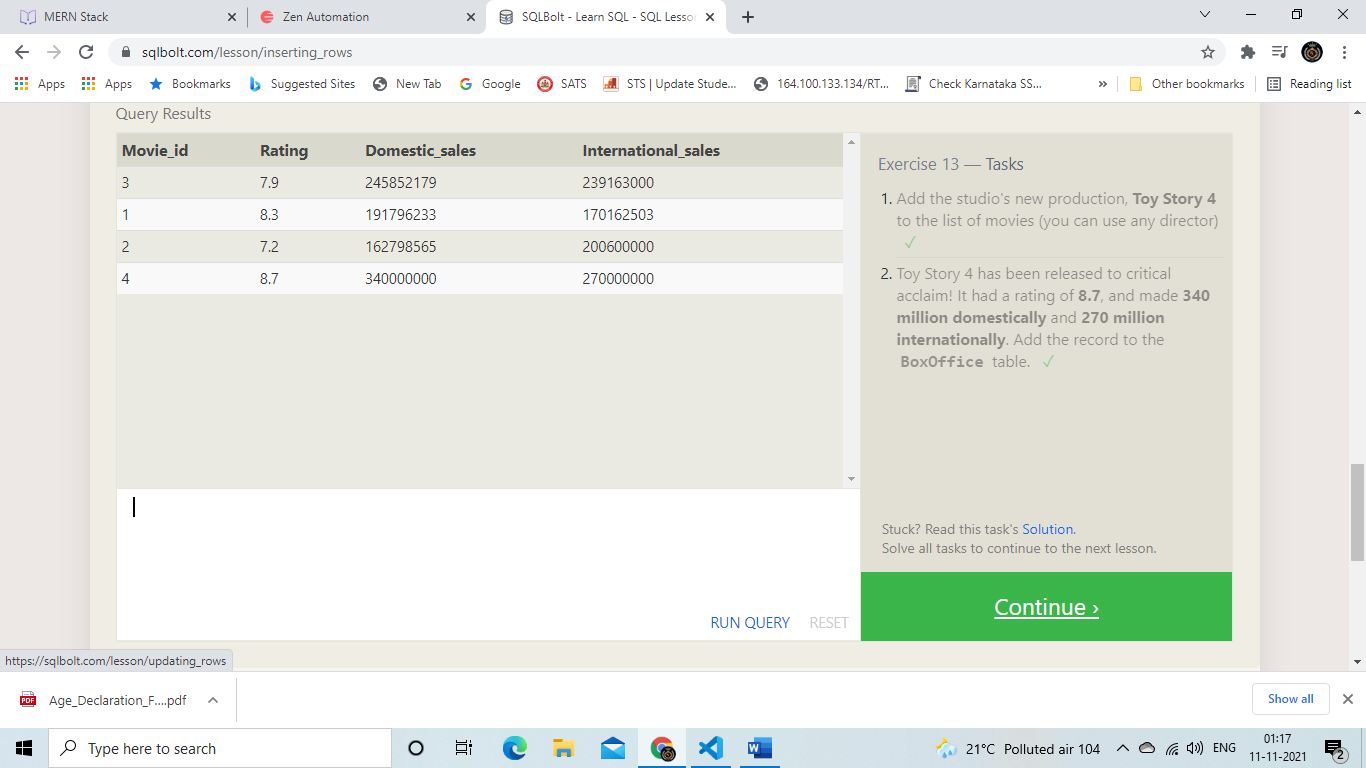 MERN Stack
Zen Automation
SQLBolt - Learn SQL - SQL Lesso
sqlbolt.com/lesson/inserting_rows
Apps
Apps
Bookmarks
Suggested Sites
New Tab
Google
SATS
STS | Update Stude...
164.100.133.134/RT...
Check Karnataka SS...
»
Other bookmarks
Reading list
Query Results
Movie_id Rating Domestic_sales International_sales
3 7.9 245852179 239163000
1 8.3 191796233 170162503
2 7.2 162798565 200600000
4 8.7 340000000 270000000
Exercise 13 — Tasks
1. Add the studio's new production, Toy Story 4
to the list of movies (you can use any director)
✓
2. Toy Story 4 has been released to critical
acclaim! It had a rating of 8.7, and made 340
million domestically and 270 million
internationally. Add the record to the
BoxOffice table. ✓
Stuck? Read this task's Solution.
Solve all tasks to continue to the next lesson.
Continue ›
RUN QUERY RESET
https://sqlbolt.com/lesson/updating_rows
PDF
Age_Declaration_F....pdf
Show all
Type here to search
21°C Polluted air 104
ENG
01:17
11-11-2021
2